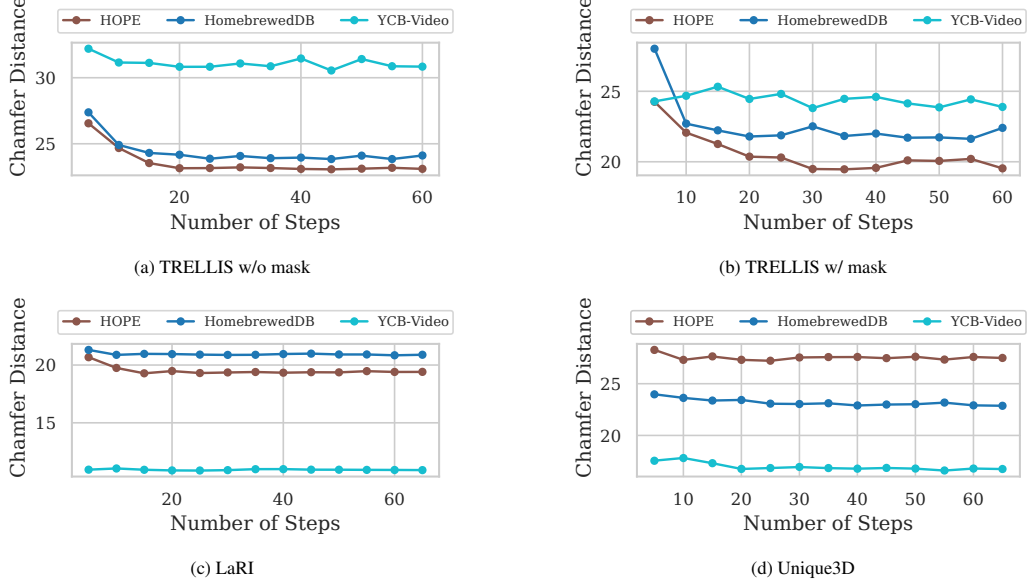 HOPE HomebrewedDB YCB-Video
Chamfer Distance
30
25
20 40 60
Number of Steps
(a) TRELLIS w/o mask
HOPE HomebrewedDB YCB-Video
Chamfer Distance
25
20
10 20 30 40 50 60
Number of Steps
(b) TRELLIS w/ mask
HOPE HomebrewedDB YCB-Video
Chamfer Distance
20
15
20 40 60
Number of Steps
(c) LaRI
HOPE HomebrewedDB YCB-Video
Chamfer Distance
25
20
10 20 30 40 50 60
Number of Steps
(d) Unique3D